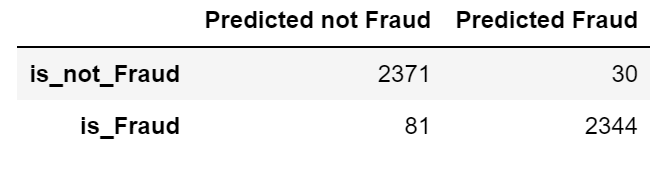 Predicted not Fraud Predicted Fraud
is_not_Fraud 2371 30
is_Fraud 81 2344